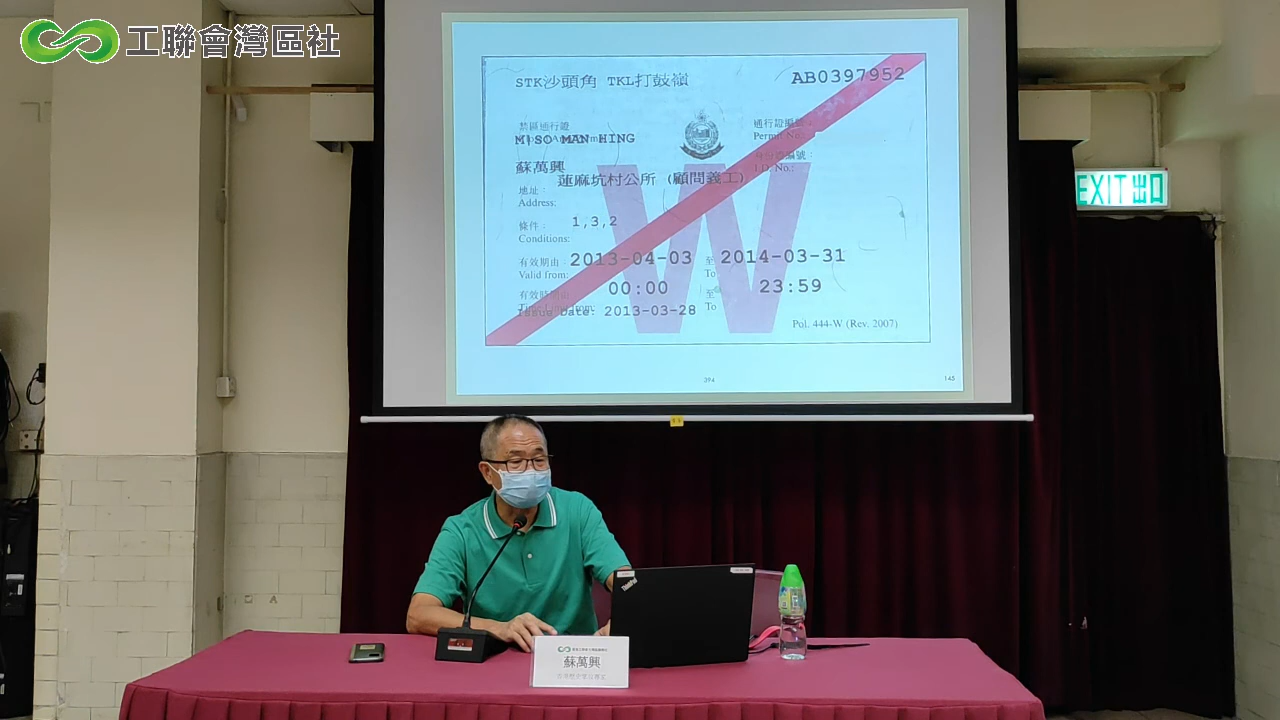 工聯會灣區社
STK沙頭角 TKL打鼓嶺
AB0397952
禁區通行證
通行證編號：
M SO MAN HING
Permit No.:
蘇萬興
身份證編號：
I.D. No.:
蓮麻坑村公所 (顧問義工)
地址：
Address:
條件：
1,3,2
Conditions:
有效期由： 2013-04-03 至 2014-03-31
Valid from: To
有效時間由 00:00 至 23:59
Issue Date: 2013-03-28 To
Pol. 444-W (Rev. 2007)
394
145
EXIT 出口
ThinkPad
蘇萬興